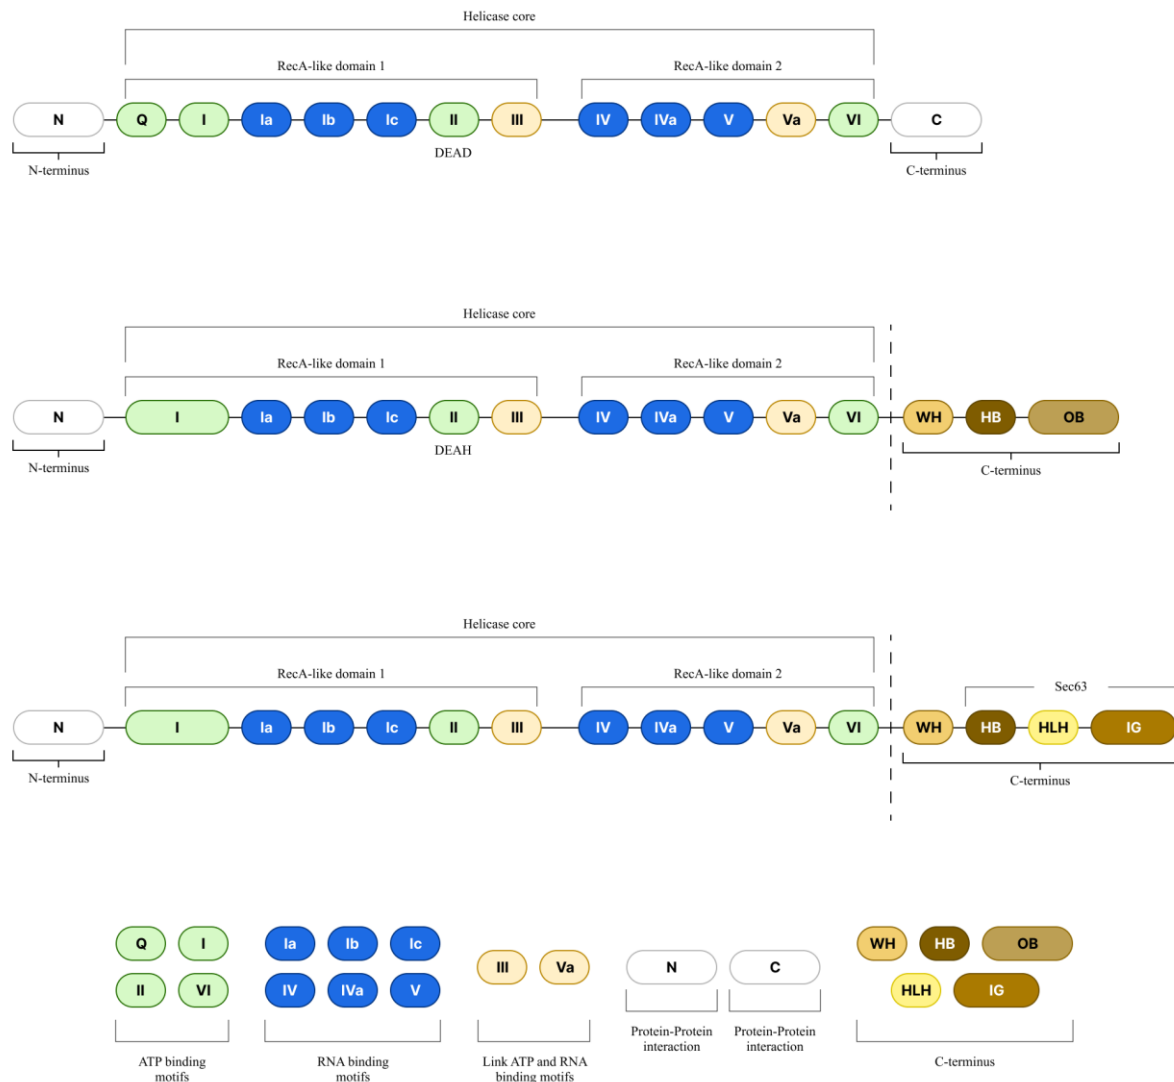 Helicase core
RecA-like domain 1 RecA-like domain 2
N Q I Ia Ib Ic II III IV IVa V Va VI C
DEAD
N-terminus C-terminus
Helicase core
RecA-like domain 1 RecA-like domain 2
N I Ia Ib Ic II III IV IVa V Va VI WH HB OB
DEAH
N-terminus C-terminus
Helicase core
RecA-like domain 1 RecA-like domain 2 Sec63
N I Ia Ib Ic II III IV IVa V Va VI WH HB HLH IG
N-terminus C-terminus
Q I
II VI
ATP binding
motifs
Ia Ib Ic
IV IVa V
RNA binding
motifs
III Va
Link ATP and RNA
binding motifs
N
Protein-Protein
interaction
C
Protein-Protein
interaction
WH HB OB
HLH IG
C-terminus